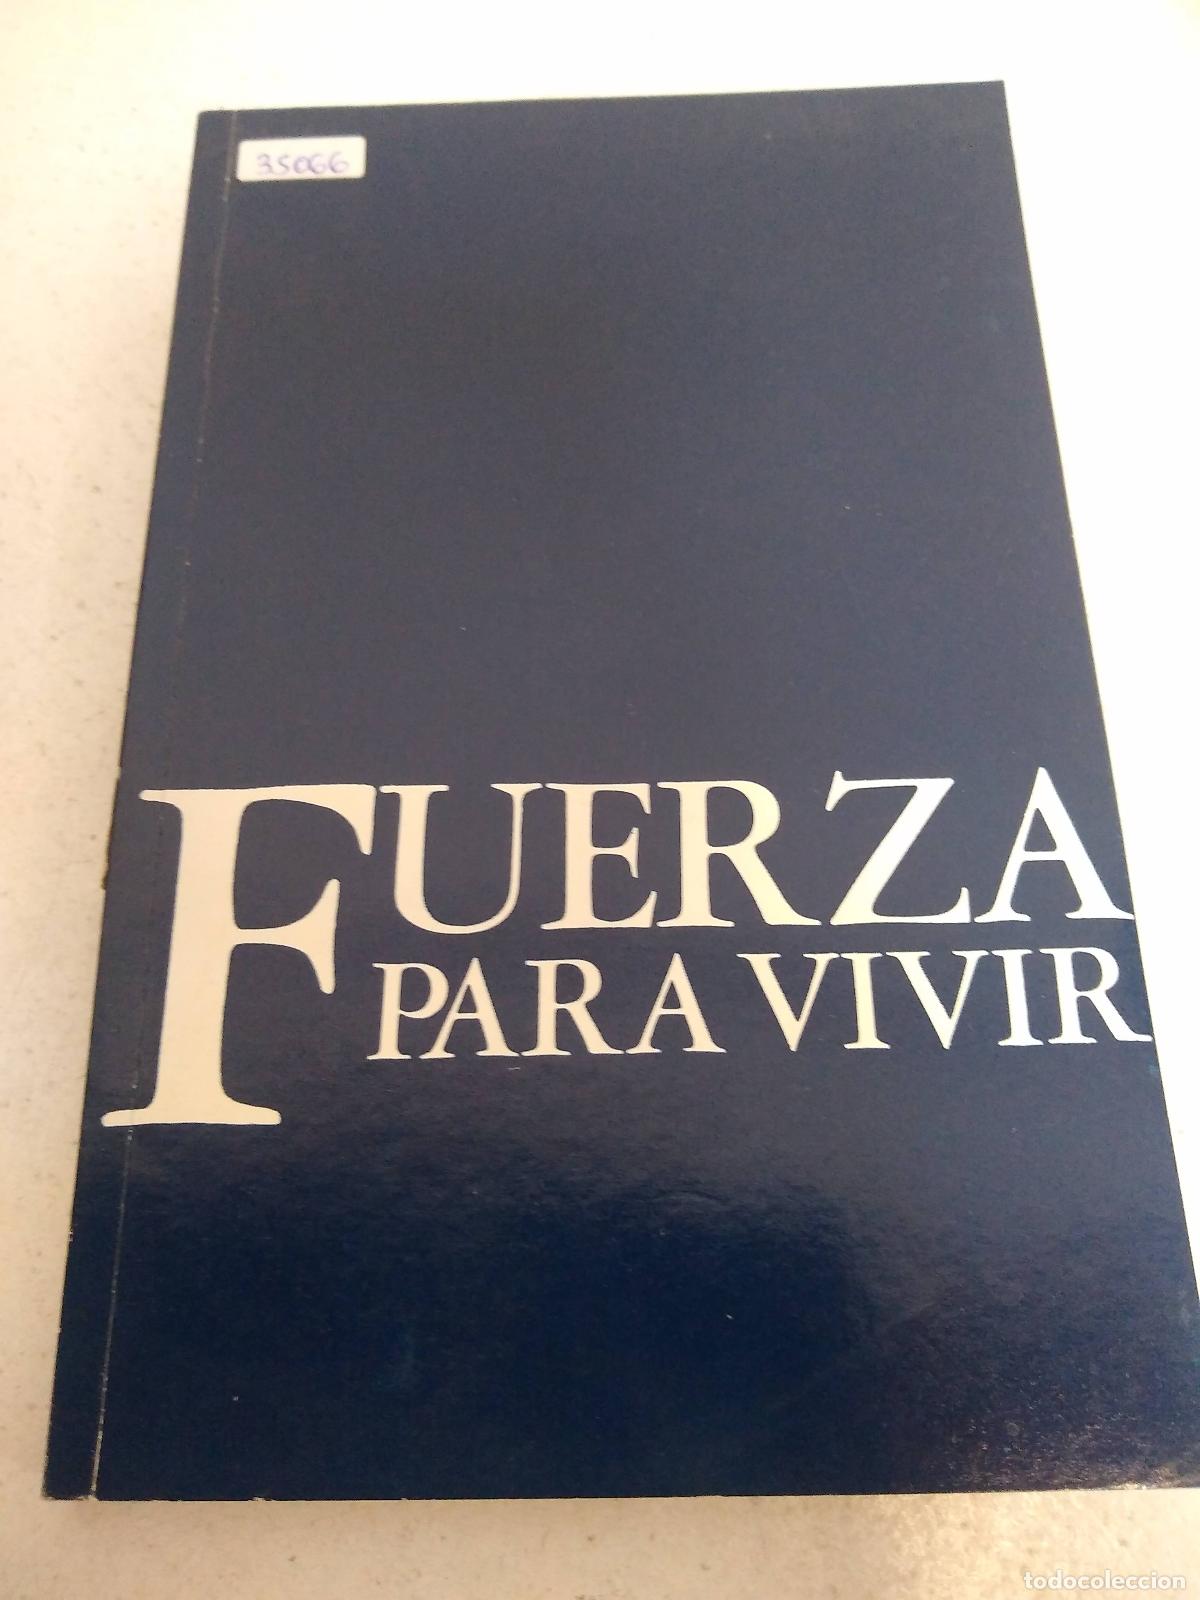 35066
FUERZA
PARA VIVIR
todocoleccion